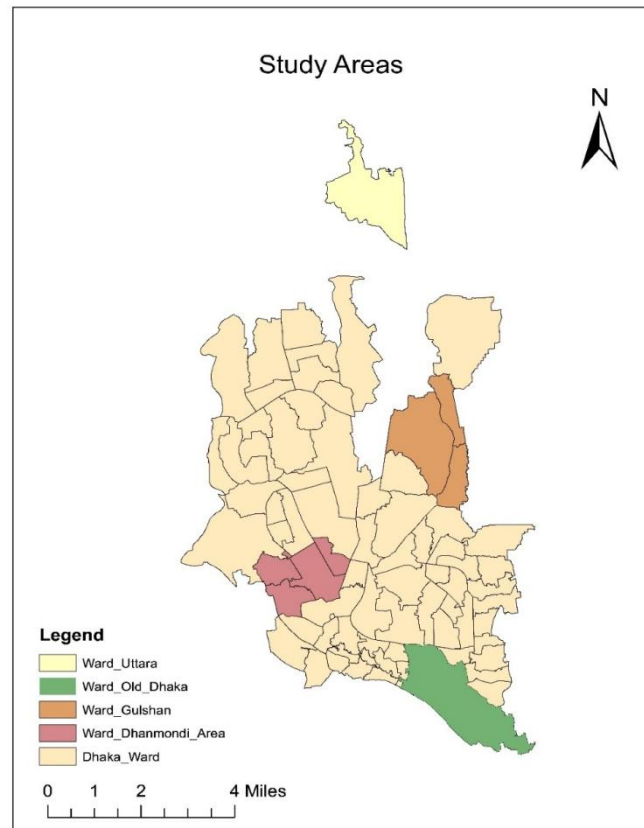 Study Areas
N
Legend
Ward_Uttara
Ward_Old_Dhaka
Ward_Gulshan
Ward_Dhanmondi_Area
Dhaka_Ward
0 1 2 4 Miles